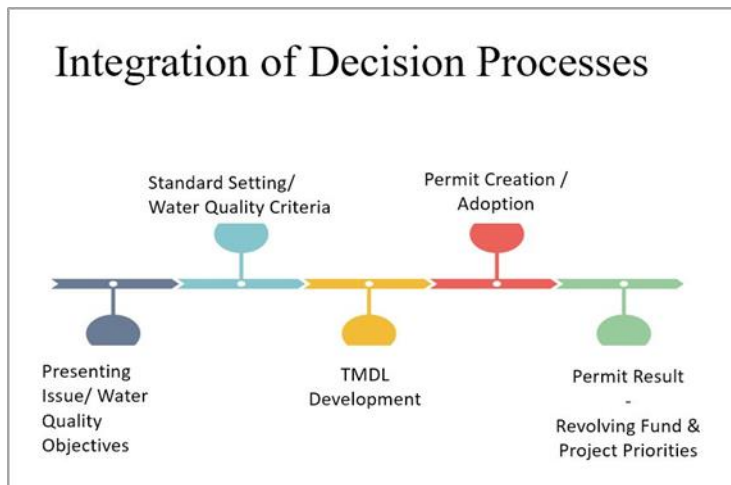 Integration of Decision Processes
Standard Setting/
Water Quality Criteria
Permit Creation /
Adoption
Presenting
Issue/ Water
Quality
Objectives
TMDL
Development
Permit Result
-
Revolving Fund &
Project Priorities